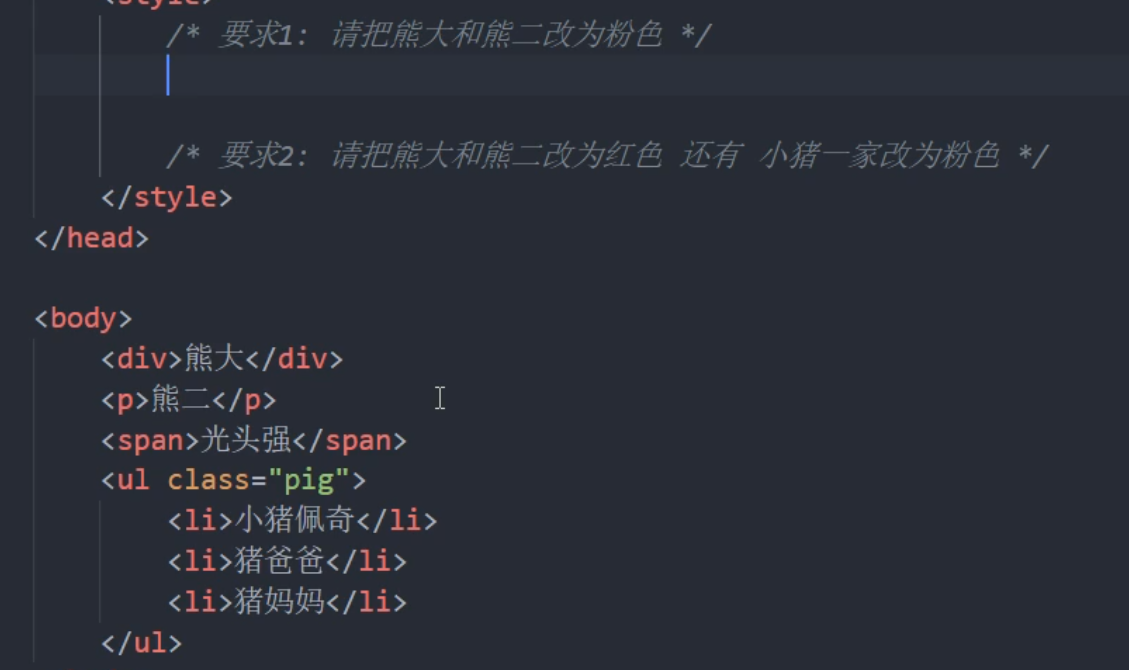 <style>
/* 要求1: 请把熊大和熊二改为粉色 */
/* 要求2: 请把熊大和熊二改为红色 还有 小猪一家改为粉色 */
</style>
</head>
<body>
<div>熊大</div>
<p>熊二</p>
<span>光头强</span>
<ul class="pig">
<li>小猪佩奇</li>
<li>猪爸爸</li>
<li>猪妈妈</li>
</ul>